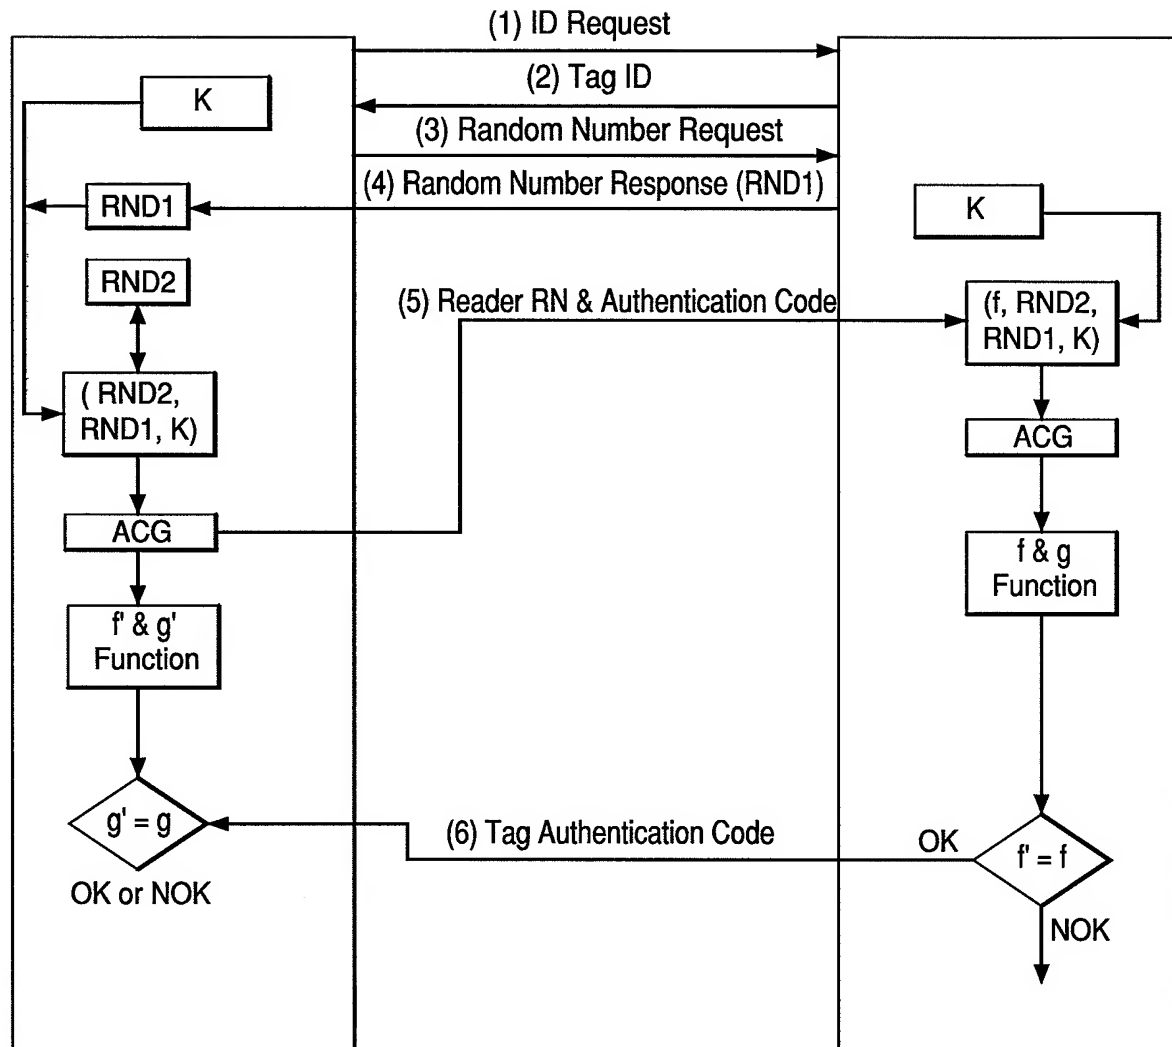 (1) ID Request
(2) Tag ID
K
(3) Random Number Request
(4) Random Number Response (RND1)
RND1
K
RND2
(5) Reader RN & Authentication Code
(f, RND2,
RND1, K)
( RND2,
RND1, K)
ACG
ACG
f & g
Function
f' & g'
Function
g' = g
(6) Tag Authentication Code
OK
f' = f
OK or NOK
NOK